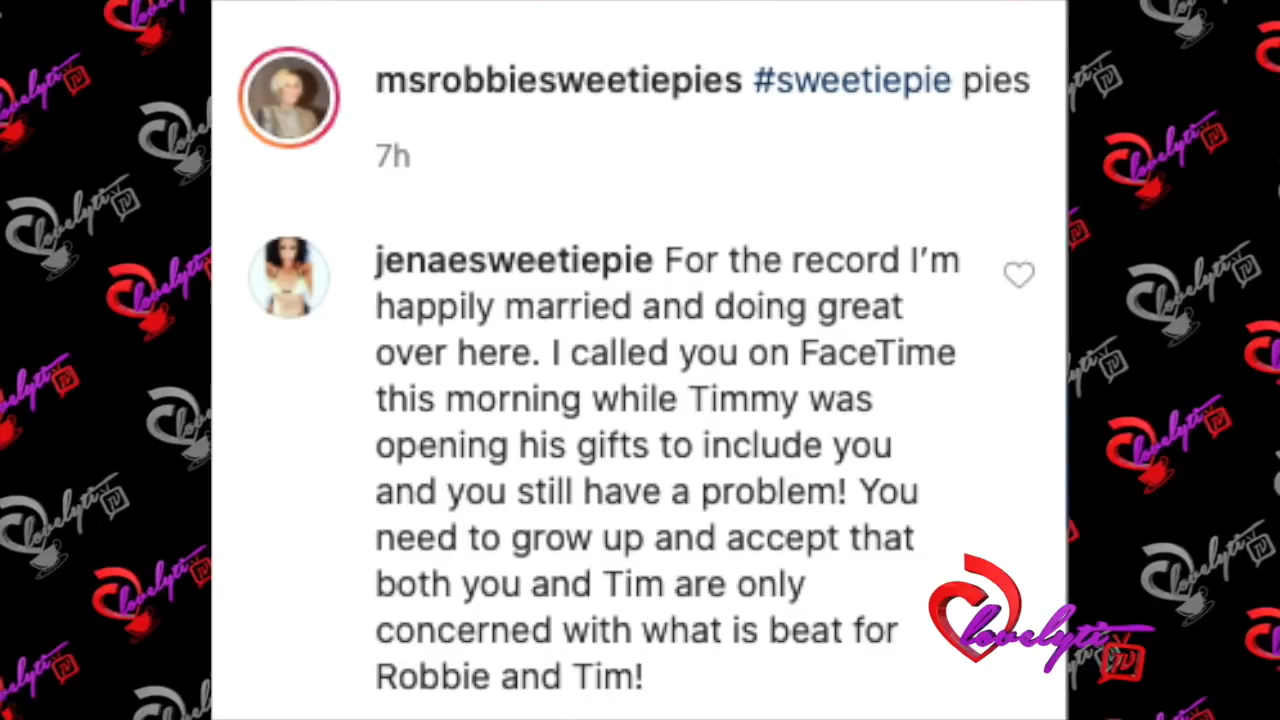 msrobbiesweetiepies #sweetiepie pies
7h
jenaesweetiepie For the record I'm
happily married and doing great
over here. I called you on FaceTime
this morning while Timmy was
opening his gifts to include you
and you still have a problem! You
need to grow up and accept that
both you and Tim are only
concerned with what is beat for
Robbie and Tim!
lovelyti TV